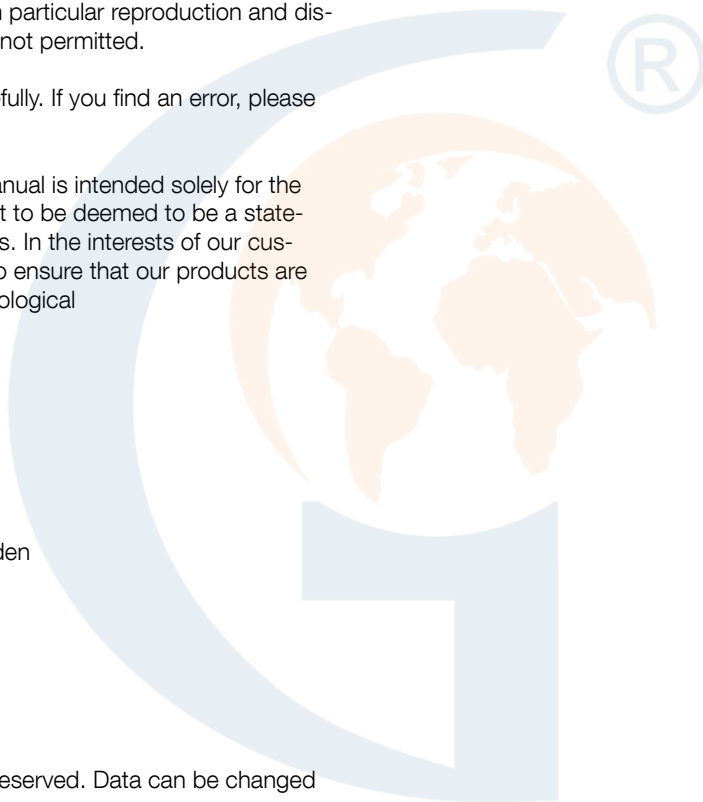 particular reproduction and dis-
not permitted.
fully. If you find an error, please
anual is intended solely for the
t to be deemed to be a state-
s. In the interests of our cus-
o ensure that our products are
ological
den
eserved. Data can be changed
G
®